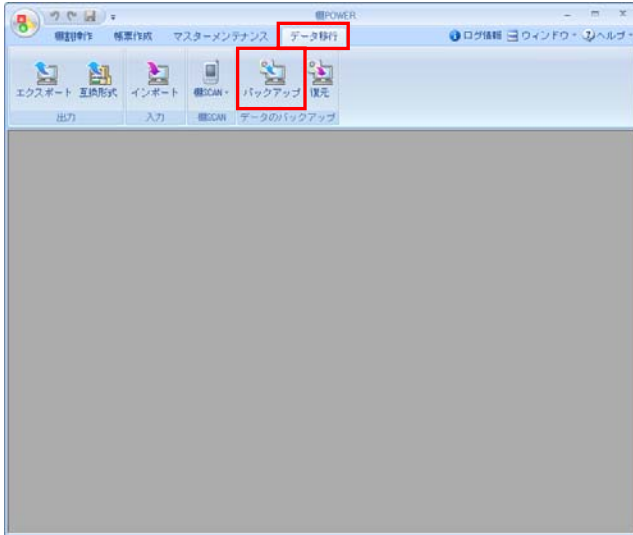 棚POWER
棚割操作 帳票作成 マスターメンテナンス データ移行 ログ情報 ウィンドウ ヘルプ
エクスポート 互換形式 インポート 棚SCAN バックアップ 復元
出力 入力 棚SCAN データのバックアップ